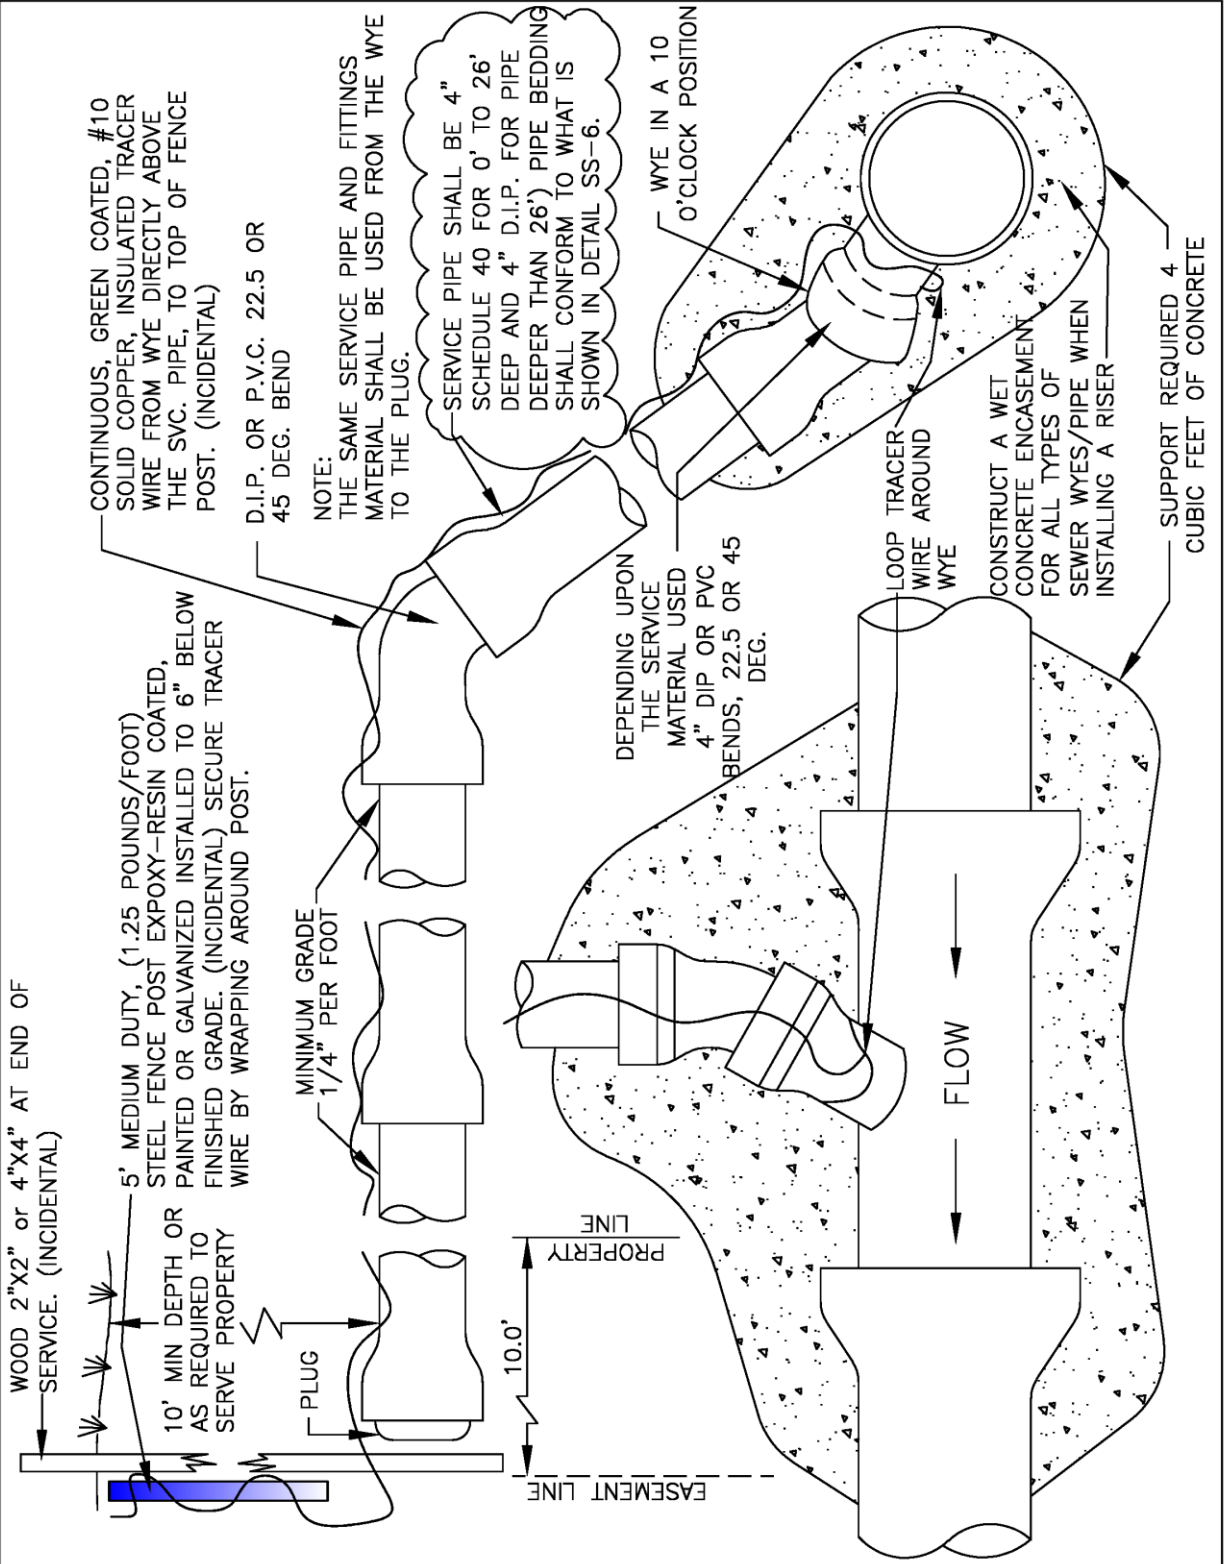 WOOD 2"X2" or 4"X4" AT END OF
SERVICE. (INCIDENTAL)
5' MEDIUM DUTY, (1.25 POUNDS/FOOT)
STEEL FENCE POST EXPOXY-RESIN COATED,
PAINTED OR GALVANIZED INSTALLED TO 6" BELOW
FINISHED GRADE. (INCIDENTAL) SECURE TRACER
WIRE BY WRAPPING AROUND POST.
10' MIN DEPTH OR
AS REQUIRED TO
SERVE PROPERTY
PLUG
MINIMUM GRADE
1/4" PER FOOT
10.0'
EASEMENT LINE
PROPERTY
LINE
CONTINUOUS, GREEN COATED, #10
SOLID COPPER, INSULATED TRACER
WIRE FROM WYE DIRECTLY ABOVE
THE SVC. PIPE, TO TOP OF FENCE
POST. (INCIDENTAL)
D.I.P. OR P.V.C. 22.5 OR
45 DEG. BEND
NOTE:
THE SAME SERVICE PIPE AND FITTINGS
MATERIAL SHALL BE USED FROM THE WYE
TO THE PLUG.
SERVICE PIPE SHALL BE 4"
SCHEDULE 40 FOR 0' TO 26'
DEEP AND 4" D.I.P. FOR PIPE
DEEPER THAN 26') PIPE BEDDING
SHALL CONFORM TO WHAT IS
SHOWN IN DETAIL SS-6.
WYE IN A 10
O'CLOCK POSITION
DEPENDING UPON
THE SERVICE
MATERIAL USED
4" DIP OR PVC
BENDS, 22.5 OR 45
DEG.
LOOP TRACER
WIRE AROUND
WYE
CONSTRUCT A WET
CONCRETE ENCASEMENT
FOR ALL TYPES OF
SEWER WYES/PIPE WHEN
INSTALLING A RISER
SUPPORT REQUIRED 4
CUBIC FEET OF CONCRETE
FLOW